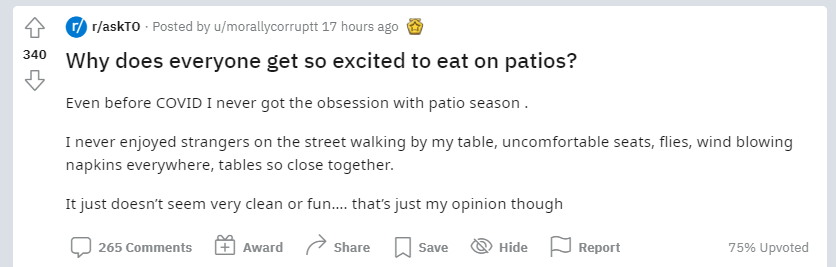 r/ r/askTO · Posted by u/morallycorruptt 17 hours ago
340
Why does everyone get so excited to eat on patios?
Even before COVID I never got the obsession with patio season .
I never enjoyed strangers on the street walking by my table, uncomfortable seats, flies, wind blowing
napkins everywhere, tables so close together.
It just doesn't seem very clean or fun.... that's just my opinion though
265 Comments Award Share Save Hide Report 75% Upvoted